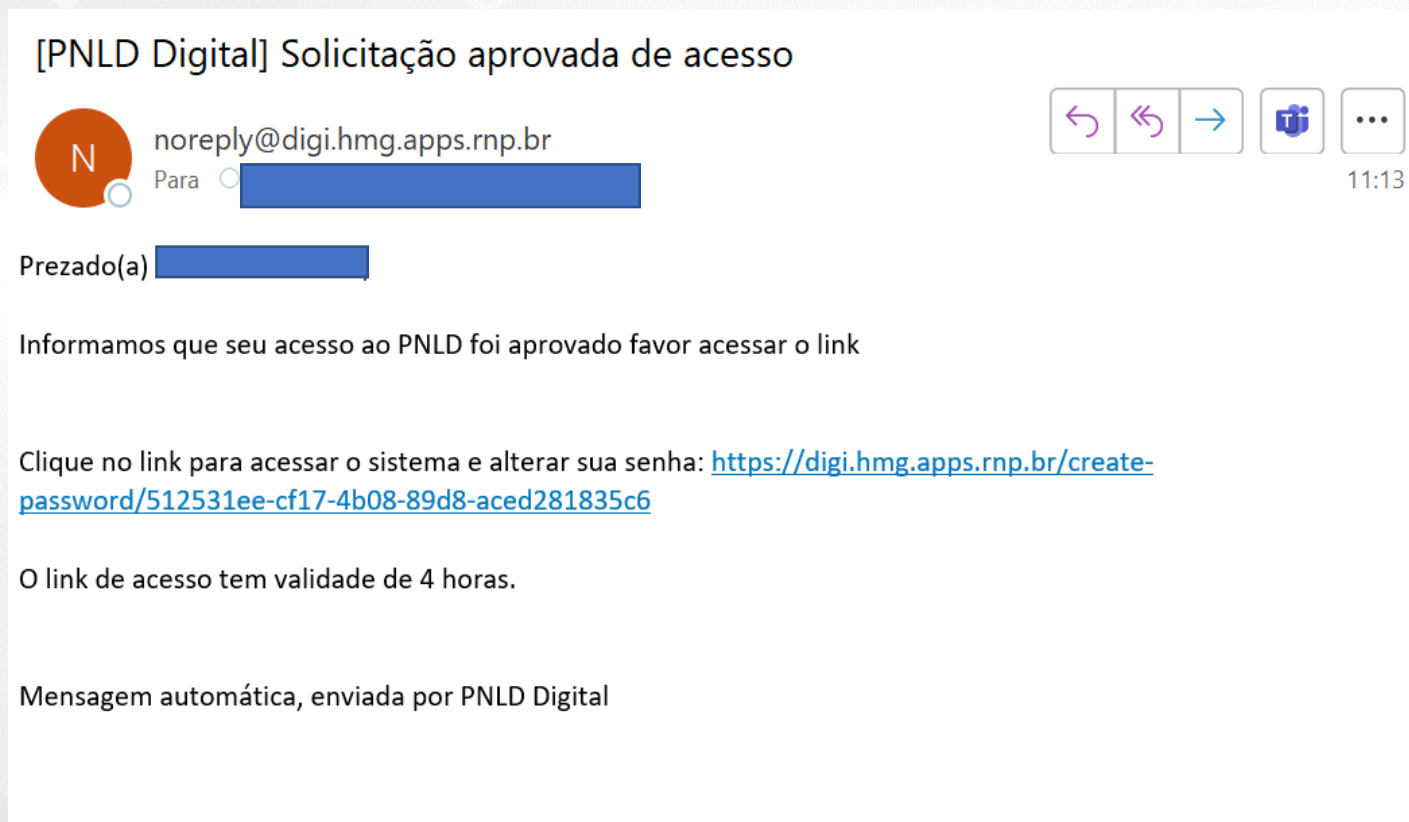 [PNLD Digital] Solicitação aprovada de acesso
N
noreply@digi.hmg.apps.rnp.br
Para
11:13
Prezado(a)
Informamos que seu acesso ao PNLD foi aprovado favor acessar o link
Clique no link para acessar o sistema e alterar sua senha: https://digi.hmg.apps.rnp.br/create-
password/512531ee-cf17-4b08-89d8-aced281835c6
O link de acesso tem validade de 4 horas.
Mensagem automática, enviada por PNLD Digital